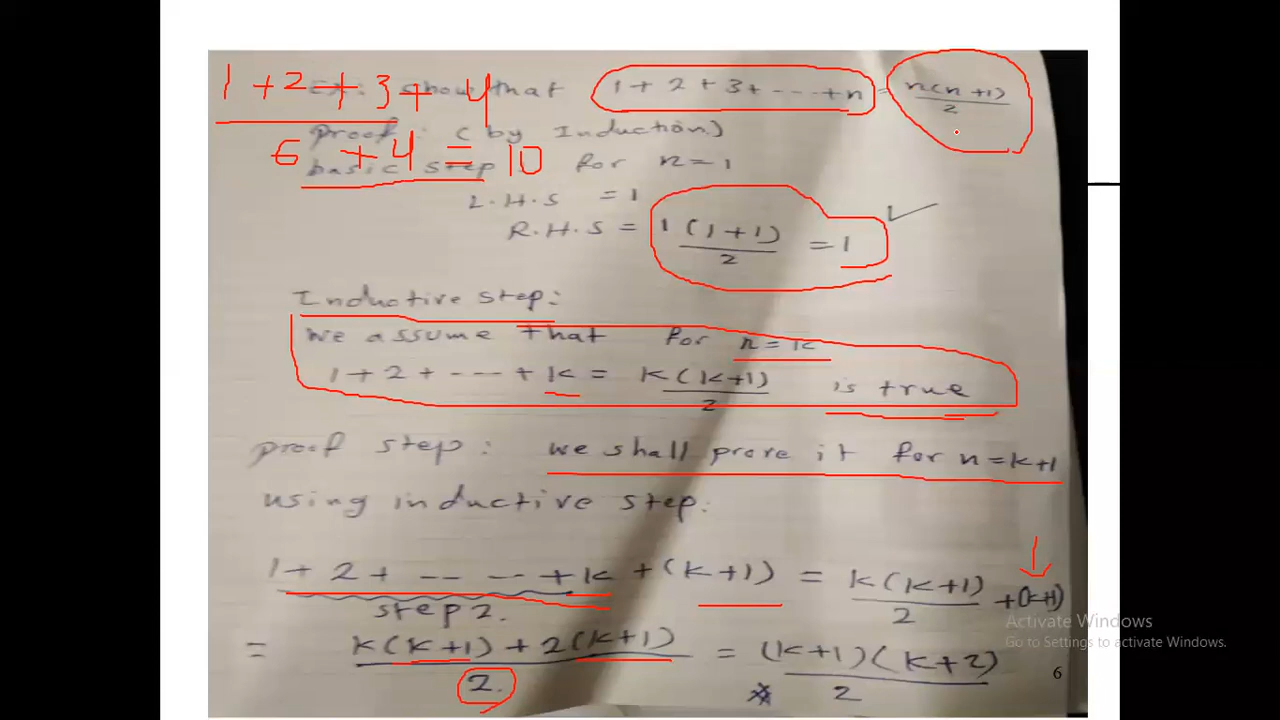 1 + 2 + 3 + 4
Ex: show that 1 + 2 + 3 + - - - - + n = n(n+1)/2
proof: (by Induction)
6 + 4 = 10
basic step: for n = 1
L.H.S = 1
R.H.S = 1(1+1)/2 = 1 ✓
Inductive step:
we assume that for n = k
1 + 2 + - - - - + k = k(k+1)/2 is true
proof step: we shall prove it for n = k+1
using inductive step:
1 + 2 + - - - - - + k + (k+1) = k(k+1)/2 + (k+1)
step 2.
= k(k+1) + 2(k+1)/2. = (k+1)(k+2)/2
Activate Windows
Go to Settings to activate Windows.
6